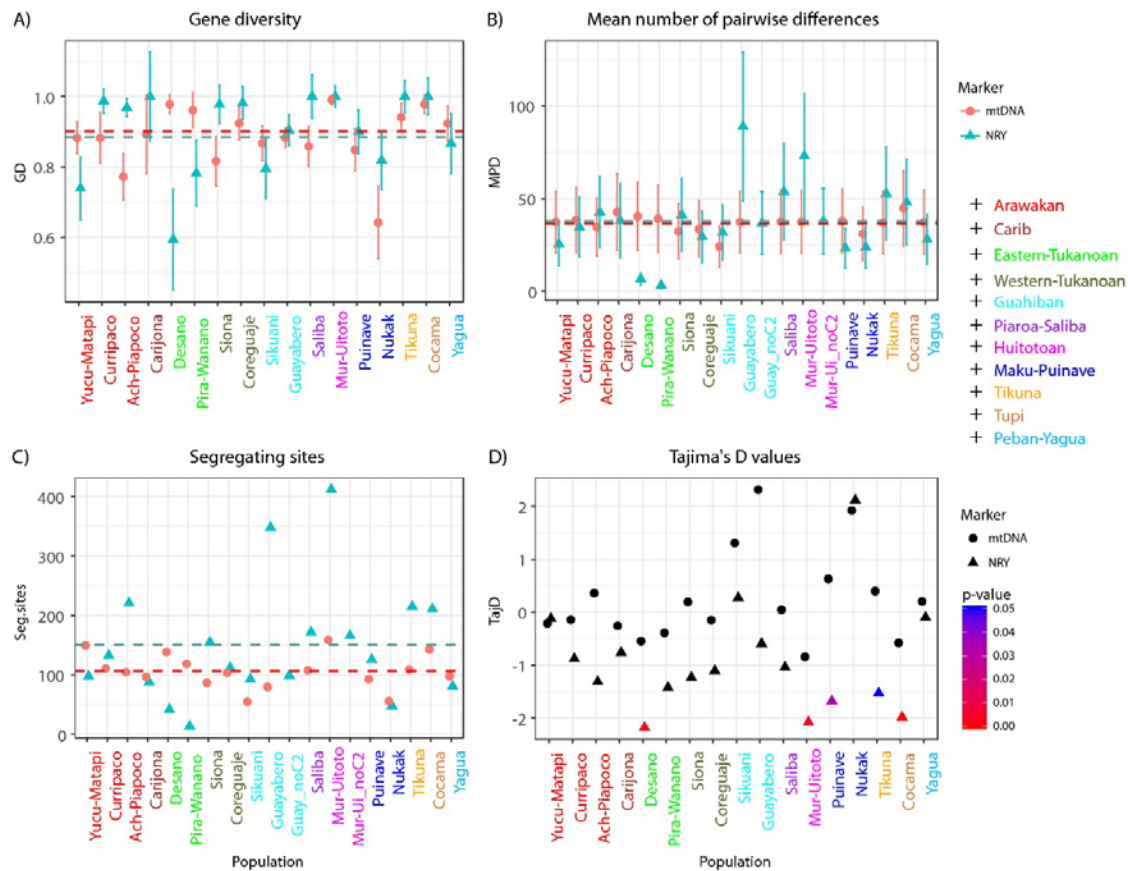 A) Gene diversity
GD
1.0
0.8
0.6
Yucu-Matapi
Curripaco
Ach-Piapoco
Carijona
Desano
Pira-Wanano
Siona
Coreguaje
Sikuani
Guayabero
Saliba
Mur-Uitoto
Puinave
Nukak
Tikuna
Cocama
Yagua
B) Mean number of pairwise differences
MPD
100
50
0
Yucu-Matapi
Curripaco
Ach-Piapoco
Carijona
Desano
Pira-Wanano
Siona
Coreguaje
Sikuani
Guayabero
Guay_noC2
Saliba
Mur-Uitoto
Mur-Ui_noC2
Puinave
Nukak
Tikuna
Cocama
Yagua
Marker
mtDNA
NRY
+ Arawakan
+ Carib
+ Eastern-Tukanoan
+ Western-Tukanoan
+ Guahiban
+ Piaroa-Saliba
+ Huitotoan
+ Maku-Puinave
+ Tikuna
+ Tupi
+ Peban-Yagua
C) Segregating sites
Seg.sites
400
300
200
100
0
Yucu-Matapi
Curripaco
Ach-Piapoco
Carijona
Desano
Pira-Wanano
Siona
Coreguaje
Sikuani
Guayabero
Guay_noC2
Saliba
Mur-Uitoto
Mur-Ui_noC2
Puinave
Nukak
Tikuna
Cocama
Yagua
Population
D) Tajima's D values
TajD
2
1
0
-1
-2
Yucu-Matapi
Curripaco
Ach-Piapoco
Carijona
Desano
Pira-Wanano
Siona
Coreguaje
Sikuani
Guayabero
Saliba
Mur-Uitoto
Puinave
Nukak
Tikuna
Cocama
Yagua
Population
Marker
mtDNA
NRY
p-value
0.05
0.04
0.03
0.02
0.01
0.00